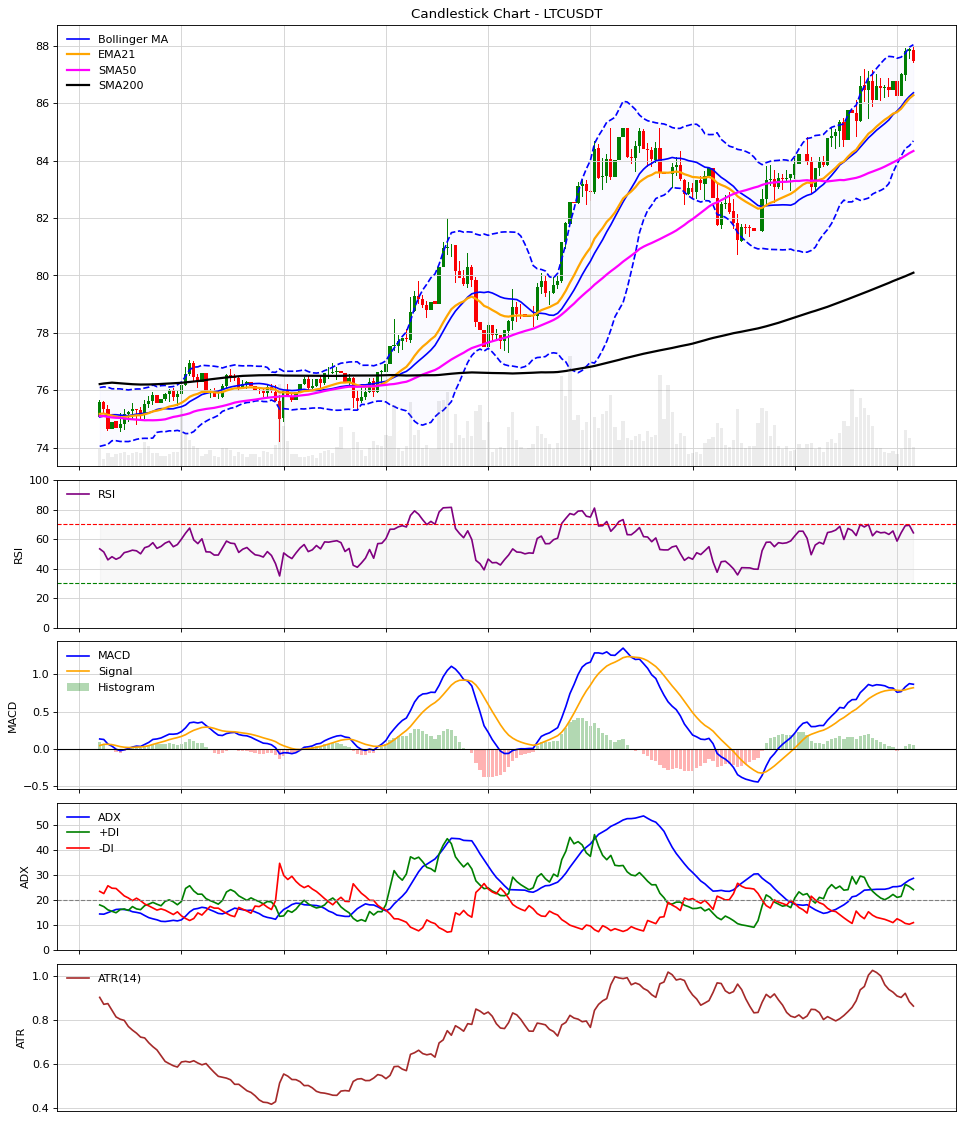 Candlestick Chart - LTCUSDT
Bollinger MA
EMA21
SMA50
SMA200
88
86
84
82
80
78
76
74
RSI
RSI
100
80
60
40
20
0
MACD
Signal
Histogram
MACD
1.0
0.5
0.0
−0.5
ADX
+DI
-DI
ADX
50
40
30
20
10
0
ATR(14)
ATR
1.0
0.8
0.6
0.4